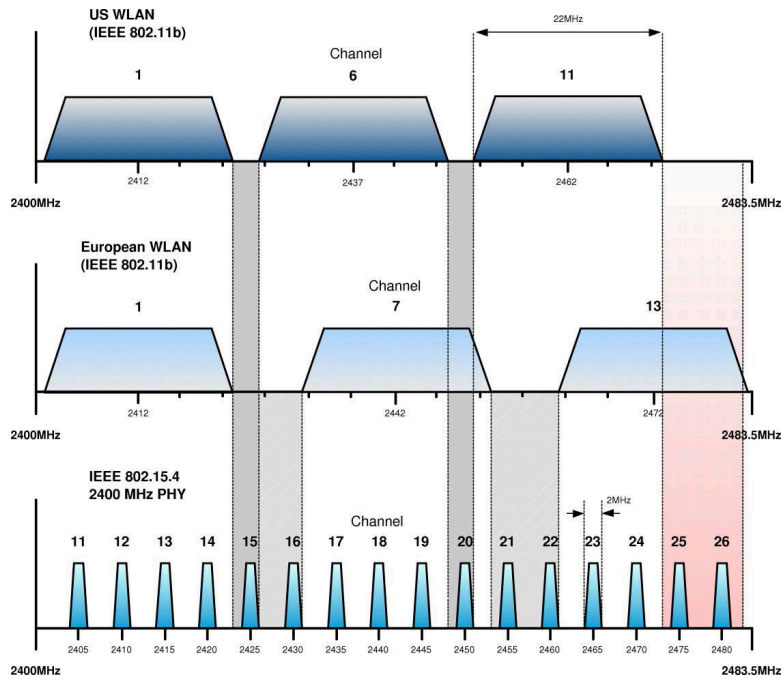 US WLAN
(IEEE 802.11b)
22MHz
Channel
1 6 11
2412 2437 2462
2400MHz 2483.5MHz
European WLAN
(IEEE 802.11b)
Channel
1 7 13
2412 2442 2472
2400MHz 2483.5MHz
IEEE 802.15.4
2400 MHz PHY
2MHz
Channel
11 12 13 14 15 16 17 18 19 20 21 22 23 24 25 26
2405 2410 2415 2420 2425 2430 2435 2440 2445 2450 2455 2460 2465 2470 2475 2480
2400MHz 2483.5MHz